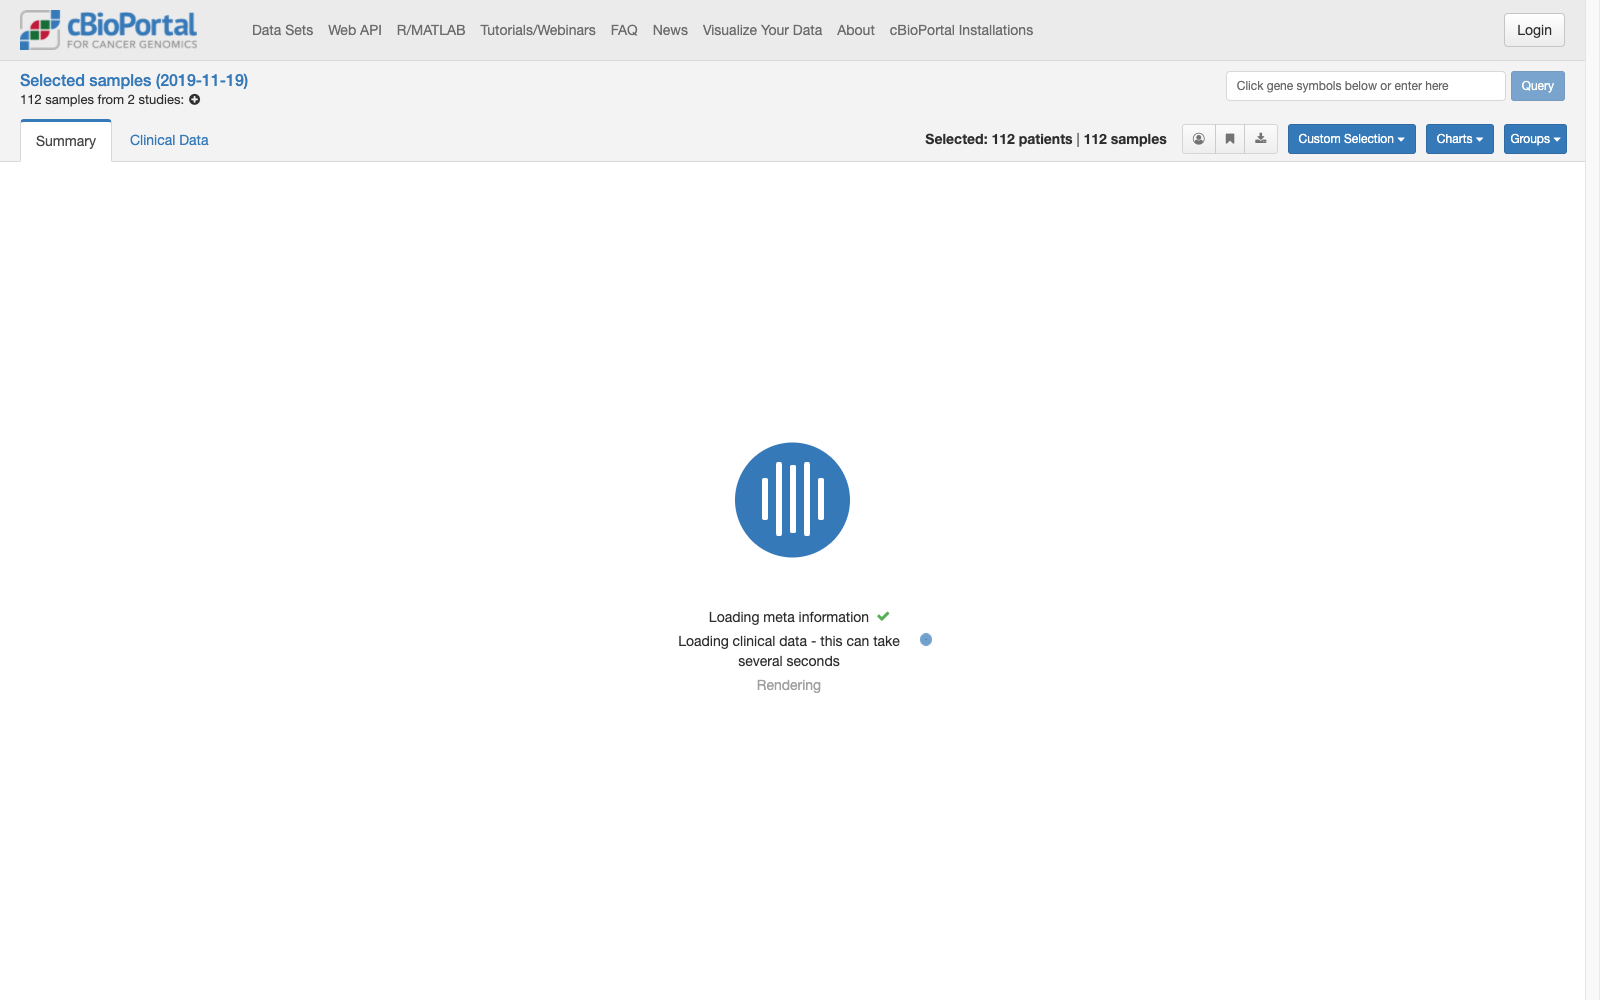 cBioPortal
FOR CANCER GENOMICS
Data Sets Web API R/MATLAB Tutorials/Webinars FAQ News Visualize Your Data About cBioPortal Installations
Login
Selected samples (2019-11-19)
112 samples from 2 studies:
Click gene symbols below or enter here
Query
Summary
Clinical Data
Selected: 112 patients | 112 samples
Custom Selection
Charts
Groups
Loading meta information
Loading clinical data - this can take
several seconds
Rendering